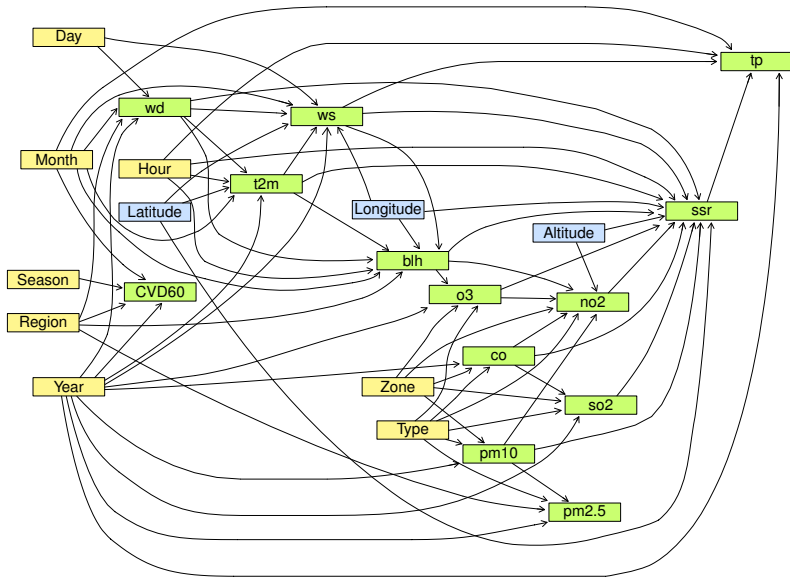 Day
tp
wd
ws
Month
Hour
t2m
Latitude
Longitude
ssr
Altitude
blh
Season
CVD60
o3
no2
Region
co
Year
Zone
so2
Type
pm10
pm2.5